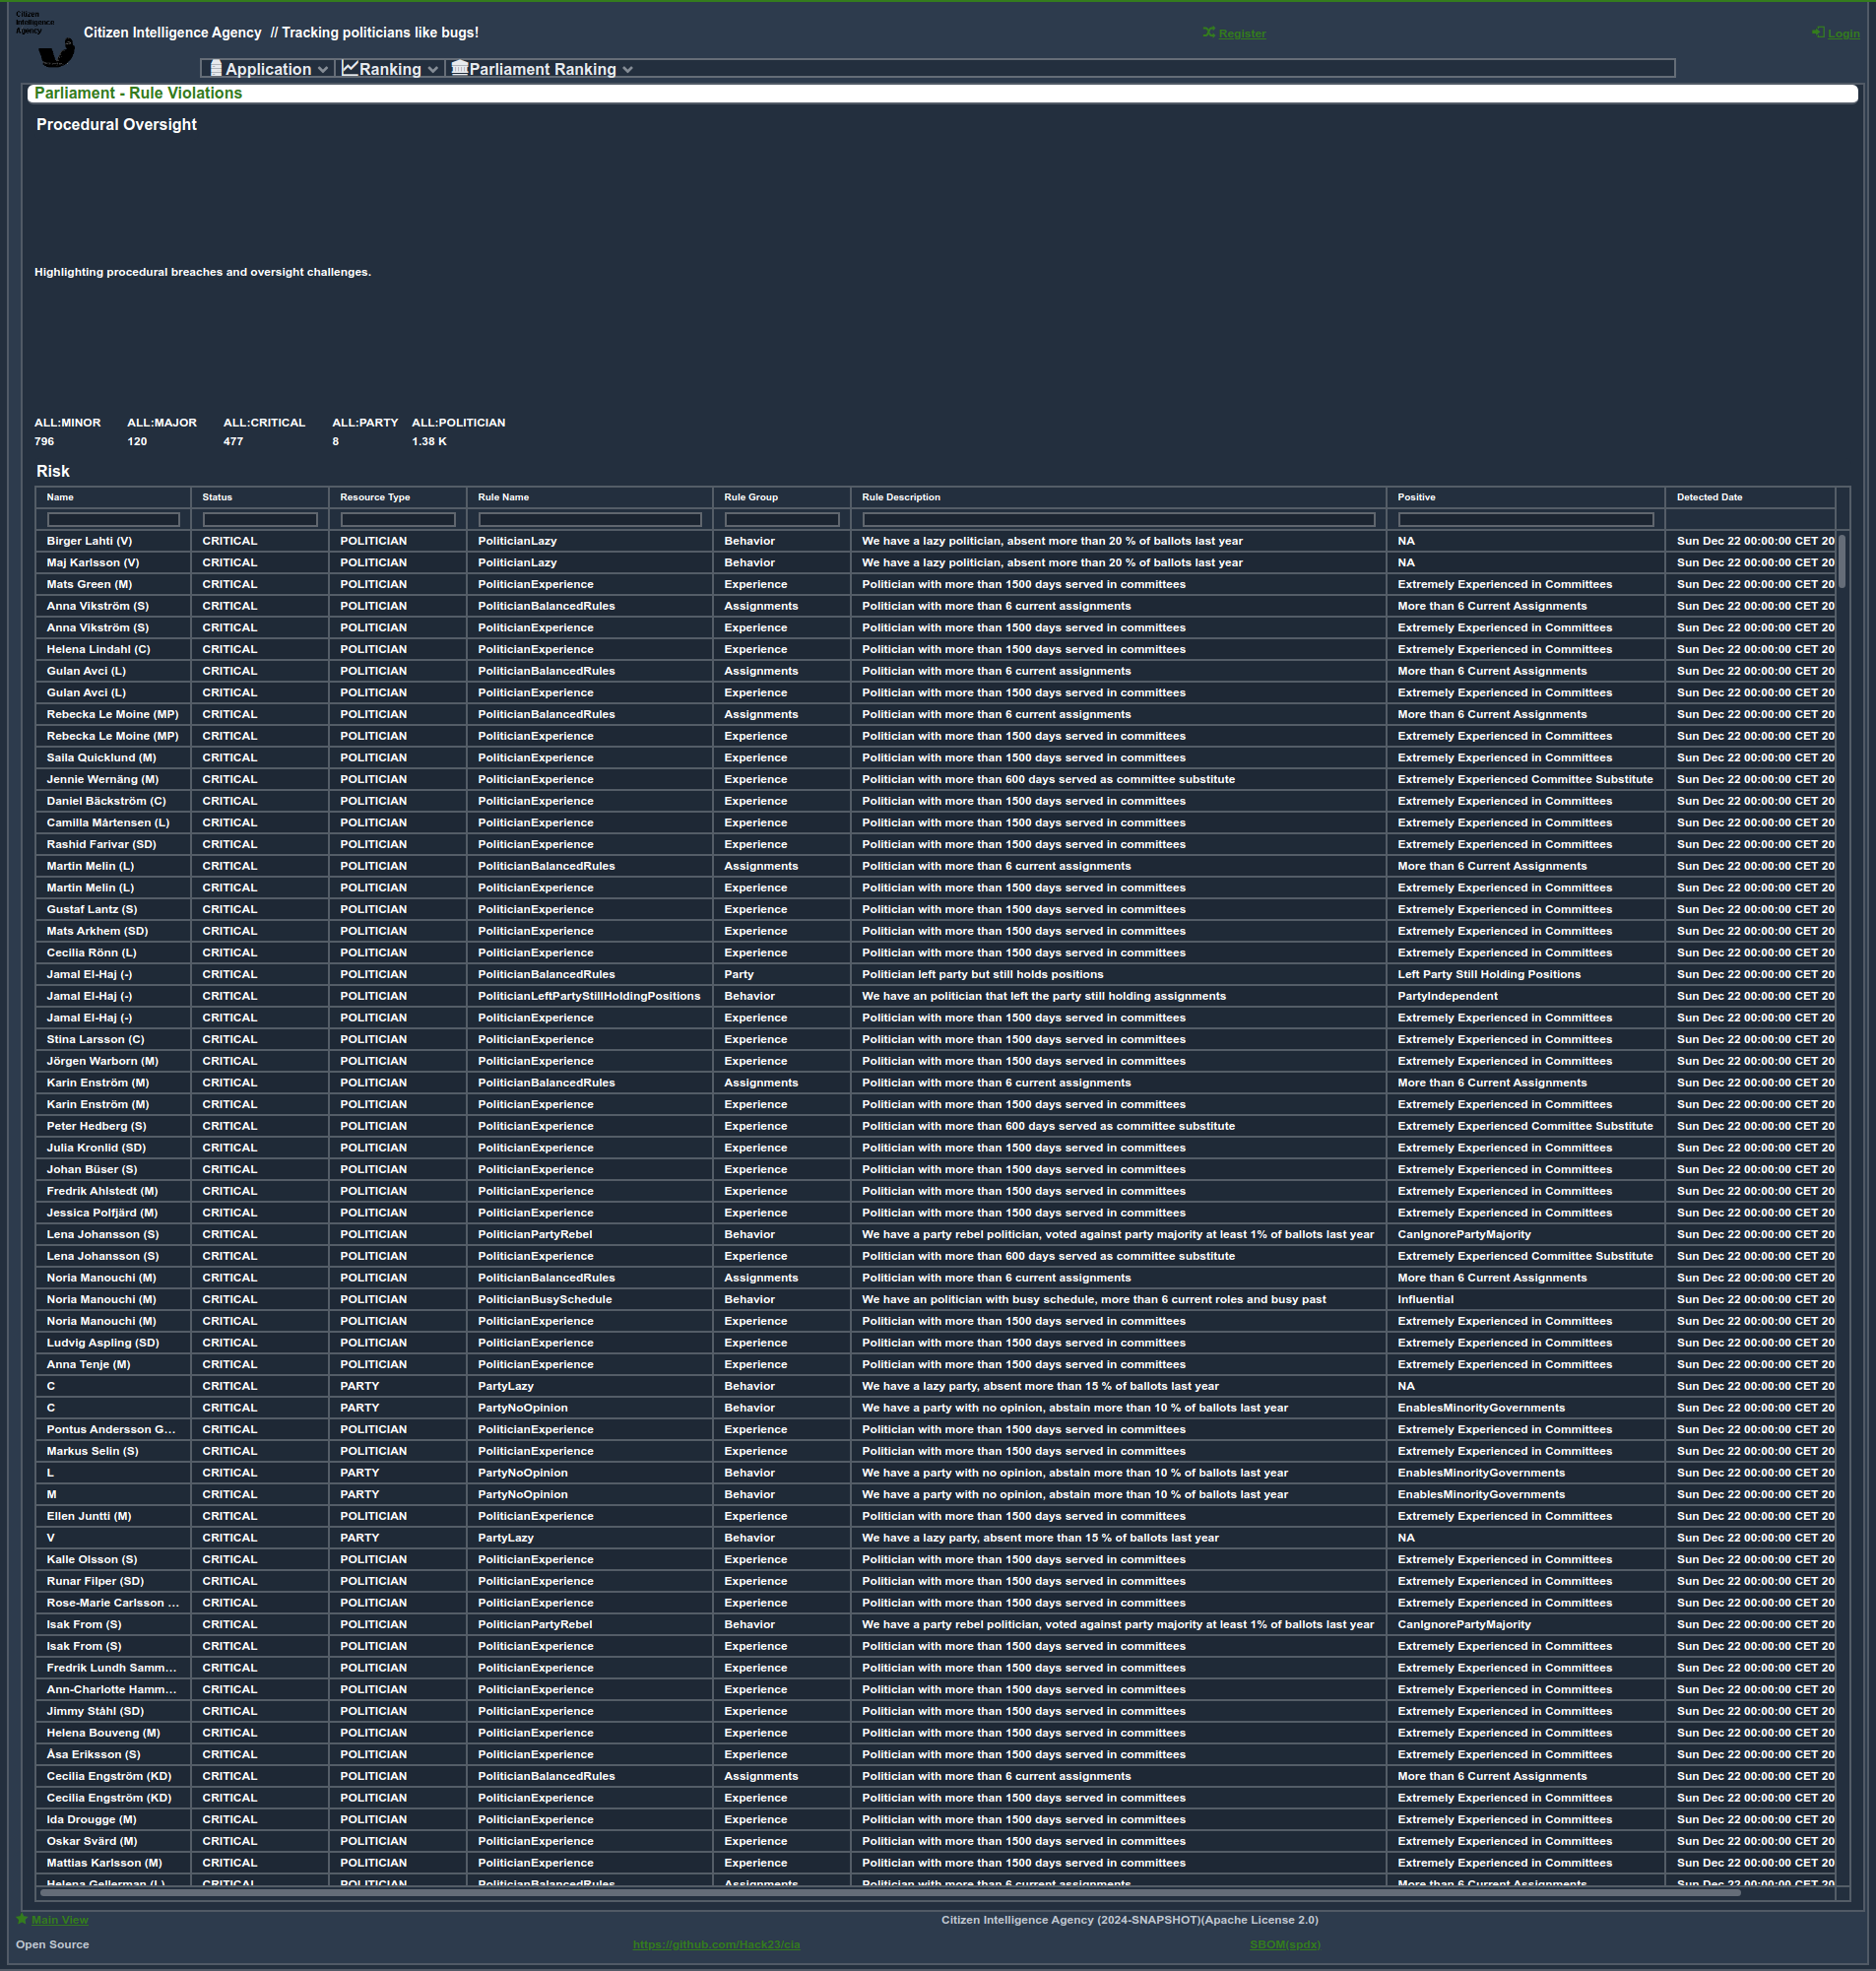 Citizen
Intelligence
Agency
Citizen Intelligence Agency // Tracking politicians like bugs!
Register
Login
Application Ranking Parliament Ranking
Parliament - Rule Violations
Procedural Oversight
Highlighting procedural breaches and oversight challenges.
ALL:MINOR ALL:MAJOR ALL:CRITICAL ALL:PARTY ALL:POLITICIAN
796 120 477 8 1.38 K
Risk
Name Status Resource Type Rule Name Rule Group Rule Description Positive Detected Date
Birger Lahti (V) CRITICAL POLITICIAN PoliticianLazy Behavior We have a lazy politician, absent more than 20 % of ballots last year NA Sun Dec 22 00:00:00 CET 20
Maj Karlsson (V) CRITICAL POLITICIAN PoliticianLazy Behavior We have a lazy politician, absent more than 20 % of ballots last year NA Sun Dec 22 00:00:00 CET 20
Mats Green (M) CRITICAL POLITICIAN PoliticianExperience Experience Politician with more than 1500 days served in committees Extremely Experienced in Committees Sun Dec 22 00:00:00 CET 20
Anna Vikström (S) CRITICAL POLITICIAN PoliticianBalancedRules Assignments Politician with more than 6 current assignments More than 6 Current Assignments Sun Dec 22 00:00:00 CET 20
Anna Vikström (S) CRITICAL POLITICIAN PoliticianExperience Experience Politician with more than 1500 days served in committees Extremely Experienced in Committees Sun Dec 22 00:00:00 CET 20
Helena Lindahl (C) CRITICAL POLITICIAN PoliticianExperience Experience Politician with more than 1500 days served in committees Extremely Experienced in Committees Sun Dec 22 00:00:00 CET 20
Gulan Avci (L) CRITICAL POLITICIAN PoliticianBalancedRules Assignments Politician with more than 6 current assignments More than 6 Current Assignments Sun Dec 22 00:00:00 CET 20
Gulan Avci (L) CRITICAL POLITICIAN PoliticianExperience Experience Politician with more than 1500 days served in committees Extremely Experienced in Committees Sun Dec 22 00:00:00 CET 20
Rebecka Le Moine (MP) CRITICAL POLITICIAN PoliticianBalancedRules Assignments Politician with more than 6 current assignments More than 6 Current Assignments Sun Dec 22 00:00:00 CET 20
Rebecka Le Moine (MP) CRITICAL POLITICIAN PoliticianExperience Experience Politician with more than 1500 days served in committees Extremely Experienced in Committees Sun Dec 22 00:00:00 CET 20
Saila Quicklund (M) CRITICAL POLITICIAN PoliticianExperience Experience Politician with more than 1500 days served in committees Extremely Experienced in Committees Sun Dec 22 00:00:00 CET 20
Jennie Wernäng (M) CRITICAL POLITICIAN PoliticianExperience Experience Politician with more than 600 days served as committee substitute Extremely Experienced Committee Substitute Sun Dec 22 00:00:00 CET 20
Daniel Bäckström (C) CRITICAL POLITICIAN PoliticianExperience Experience Politician with more than 1500 days served in committees Extremely Experienced in Committees Sun Dec 22 00:00:00 CET 20
Camilla Mårtensen (L) CRITICAL POLITICIAN PoliticianExperience Experience Politician with more than 1500 days served in committees Extremely Experienced in Committees Sun Dec 22 00:00:00 CET 20
Rashid Farivar (SD) CRITICAL POLITICIAN PoliticianExperience Experience Politician with more than 1500 days served in committees Extremely Experienced in Committees Sun Dec 22 00:00:00 CET 20
Martin Melin (L) CRITICAL POLITICIAN PoliticianBalancedRules Assignments Politician with more than 6 current assignments More than 6 Current Assignments Sun Dec 22 00:00:00 CET 20
Martin Melin (L) CRITICAL POLITICIAN PoliticianExperience Experience Politician with more than 1500 days served in committees Extremely Experienced in Committees Sun Dec 22 00:00:00 CET 20
Gustaf Lantz (S) CRITICAL POLITICIAN PoliticianExperience Experience Politician with more than 1500 days served in committees Extremely Experienced in Committees Sun Dec 22 00:00:00 CET 20
Mats Arkhem (SD) CRITICAL POLITICIAN PoliticianExperience Experience Politician with more than 1500 days served in committees Extremely Experienced in Committees Sun Dec 22 00:00:00 CET 20
Cecilia Rönn (L) CRITICAL POLITICIAN PoliticianExperience Experience Politician with more than 1500 days served in committees Extremely Experienced in Committees Sun Dec 22 00:00:00 CET 20
Jamal El-Haj (-) CRITICAL POLITICIAN PoliticianBalancedRules Party Politician left party but still holds positions Left Party Still Holding Positions Sun Dec 22 00:00:00 CET 20
Jamal El-Haj (-) CRITICAL POLITICIAN PoliticianLeftPartyStillHoldingPositions Behavior We have an politician that left the party still holding assignments PartyIndependent Sun Dec 22 00:00:00 CET 20
Jamal El-Haj (-) CRITICAL POLITICIAN PoliticianExperience Experience Politician with more than 1500 days served in committees Extremely Experienced in Committees Sun Dec 22 00:00:00 CET 20
Stina Larsson (C) CRITICAL POLITICIAN PoliticianExperience Experience Politician with more than 1500 days served in committees Extremely Experienced in Committees Sun Dec 22 00:00:00 CET 20
Jörgen Warborn (M) CRITICAL POLITICIAN PoliticianExperience Experience Politician with more than 1500 days served in committees Extremely Experienced in Committees Sun Dec 22 00:00:00 CET 20
Karin Enström (M) CRITICAL POLITICIAN PoliticianBalancedRules Assignments Politician with more than 6 current assignments More than 6 Current Assignments Sun Dec 22 00:00:00 CET 20
Karin Enström (M) CRITICAL POLITICIAN PoliticianExperience Experience Politician with more than 1500 days served in committees Extremely Experienced in Committees Sun Dec 22 00:00:00 CET 20
Peter Hedberg (S) CRITICAL POLITICIAN PoliticianExperience Experience Politician with more than 600 days served as committee substitute Extremely Experienced Committee Substitute Sun Dec 22 00:00:00 CET 20
Julia Kronlid (SD) CRITICAL POLITICIAN PoliticianExperience Experience Politician with more than 1500 days served in committees Extremely Experienced in Committees Sun Dec 22 00:00:00 CET 20
Johan Büser (S) CRITICAL POLITICIAN PoliticianExperience Experience Politician with more than 1500 days served in committees Extremely Experienced in Committees Sun Dec 22 00:00:00 CET 20
Fredrik Ahlstedt (M) CRITICAL POLITICIAN PoliticianExperience Experience Politician with more than 1500 days served in committees Extremely Experienced in Committees Sun Dec 22 00:00:00 CET 20
Jessica Polfjärd (M) CRITICAL POLITICIAN PoliticianExperience Experience Politician with more than 1500 days served in committees Extremely Experienced in Committees Sun Dec 22 00:00:00 CET 20
Lena Johansson (S) CRITICAL POLITICIAN PoliticianPartyRebel Behavior We have a party rebel politician, voted against party majority at least 1% of ballots last year CanIgnorePartyMajority Sun Dec 22 00:00:00 CET 20
Lena Johansson (S) CRITICAL POLITICIAN PoliticianExperience Experience Politician with more than 600 days served as committee substitute Extremely Experienced Committee Substitute Sun Dec 22 00:00:00 CET 20
Noria Manouchi (M) CRITICAL POLITICIAN PoliticianBalancedRules Assignments Politician with more than 6 current assignments More than 6 Current Assignments Sun Dec 22 00:00:00 CET 20
Noria Manouchi (M) CRITICAL POLITICIAN PoliticianBusySchedule Behavior We have an politician with busy schedule, more than 6 current roles and busy past Influential Sun Dec 22 00:00:00 CET 20
Noria Manouchi (M) CRITICAL POLITICIAN PoliticianExperience Experience Politician with more than 1500 days served in committees Extremely Experienced in Committees Sun Dec 22 00:00:00 CET 20
Ludvig Aspling (SD) CRITICAL POLITICIAN PoliticianExperience Experience Politician with more than 1500 days served in committees Extremely Experienced in Committees Sun Dec 22 00:00:00 CET 20
Anna Tenje (M) CRITICAL POLITICIAN PoliticianExperience Experience Politician with more than 1500 days served in committees Extremely Experienced in Committees Sun Dec 22 00:00:00 CET 20
C CRITICAL PARTY PartyLazy Behavior We have a lazy party, absent more than 15 % of ballots last year NA Sun Dec 22 00:00:00 CET 20
C CRITICAL PARTY PartyNoOpinion Behavior We have a party with no opinion, abstain more than 10 % of ballots last year EnablesMinorityGovernments Sun Dec 22 00:00:00 CET 20
Pontus Andersson G... CRITICAL POLITICIAN PoliticianExperience Experience Politician with more than 1500 days served in committees Extremely Experienced in Committees Sun Dec 22 00:00:00 CET 20
Markus Selin (S) CRITICAL POLITICIAN PoliticianExperience Experience Politician with more than 1500 days served in committees Extremely Experienced in Committees Sun Dec 22 00:00:00 CET 20
L CRITICAL PARTY PartyNoOpinion Behavior We have a party with no opinion, abstain more than 10 % of ballots last year EnablesMinorityGovernments Sun Dec 22 00:00:00 CET 20
M CRITICAL PARTY PartyNoOpinion Behavior We have a party with no opinion, abstain more than 10 % of ballots last year EnablesMinorityGovernments Sun Dec 22 00:00:00 CET 20
Ellen Juntti (M) CRITICAL POLITICIAN PoliticianExperience Experience Politician with more than 1500 days served in committees Extremely Experienced in Committees Sun Dec 22 00:00:00 CET 20
V CRITICAL PARTY PartyLazy Behavior We have a lazy party, absent more than 15 % of ballots last year NA Sun Dec 22 00:00:00 CET 20
Kalle Olsson (S) CRITICAL POLITICIAN PoliticianExperience Experience Politician with more than 1500 days served in committees Extremely Experienced in Committees Sun Dec 22 00:00:00 CET 20
Runar Filper (SD) CRITICAL POLITICIAN PoliticianExperience Experience Politician with more than 1500 days served in committees Extremely Experienced in Committees Sun Dec 22 00:00:00 CET 20
Rose-Marie Carlsson ... CRITICAL POLITICIAN PoliticianExperience Experience Politician with more than 1500 days served in committees Extremely Experienced in Committees Sun Dec 22 00:00:00 CET 20
Isak From (S) CRITICAL POLITICIAN PoliticianPartyRebel Behavior We have a party rebel politician, voted against party majority at least 1% of ballots last year CanIgnorePartyMajority Sun Dec 22 00:00:00 CET 20
Isak From (S) CRITICAL POLITICIAN PoliticianExperience Experience Politician with more than 1500 days served in committees Extremely Experienced in Committees Sun Dec 22 00:00:00 CET 20
Fredrik Lundh Samm... CRITICAL POLITICIAN PoliticianExperience Experience Politician with more than 1500 days served in committees Extremely Experienced in Committees Sun Dec 22 00:00:00 CET 20
Ann-Charlotte Hamm... CRITICAL POLITICIAN PoliticianExperience Experience Politician with more than 1500 days served in committees Extremely Experienced in Committees Sun Dec 22 00:00:00 CET 20
Jimmy Ståhl (SD) CRITICAL POLITICIAN PoliticianExperience Experience Politician with more than 1500 days served in committees Extremely Experienced in Committees Sun Dec 22 00:00:00 CET 20
Helena Bouveng (M) CRITICAL POLITICIAN PoliticianExperience Experience Politician with more than 1500 days served in committees Extremely Experienced in Committees Sun Dec 22 00:00:00 CET 20
Åsa Eriksson (S) CRITICAL POLITICIAN PoliticianExperience Experience Politician with more than 1500 days served in committees Extremely Experienced in Committees Sun Dec 22 00:00:00 CET 20
Cecilia Engström (KD) CRITICAL POLITICIAN PoliticianBalancedRules Assignments Politician with more than 6 current assignments More than 6 Current Assignments Sun Dec 22 00:00:00 CET 20
Cecilia Engström (KD) CRITICAL POLITICIAN PoliticianExperience Experience Politician with more than 1500 days served in committees Extremely Experienced in Committees Sun Dec 22 00:00:00 CET 20
Ida Drougge (M) CRITICAL POLITICIAN PoliticianExperience Experience Politician with more than 1500 days served in committees Extremely Experienced in Committees Sun Dec 22 00:00:00 CET 20
Oskar Svärd (M) CRITICAL POLITICIAN PoliticianExperience Experience Politician with more than 1500 days served in committees Extremely Experienced in Committees Sun Dec 22 00:00:00 CET 20
Mattias Karlsson (M) CRITICAL POLITICIAN PoliticianExperience Experience Politician with more than 1500 days served in committees Extremely Experienced in Committees Sun Dec 22 00:00:00 CET 20
Helena Gellerman (L) CRITICAL POLITICIAN PoliticianBalancedRules Assignments Politician with more than 6 current assignments More than 6 Current Assignments Sun Dec 22 00:00:00 CET 20
Main View
Citizen Intelligence Agency (2024-SNAPSHOT)(Apache License 2.0)
Open Source
https://github.com/Hack23/cia
SBOM(spdx)